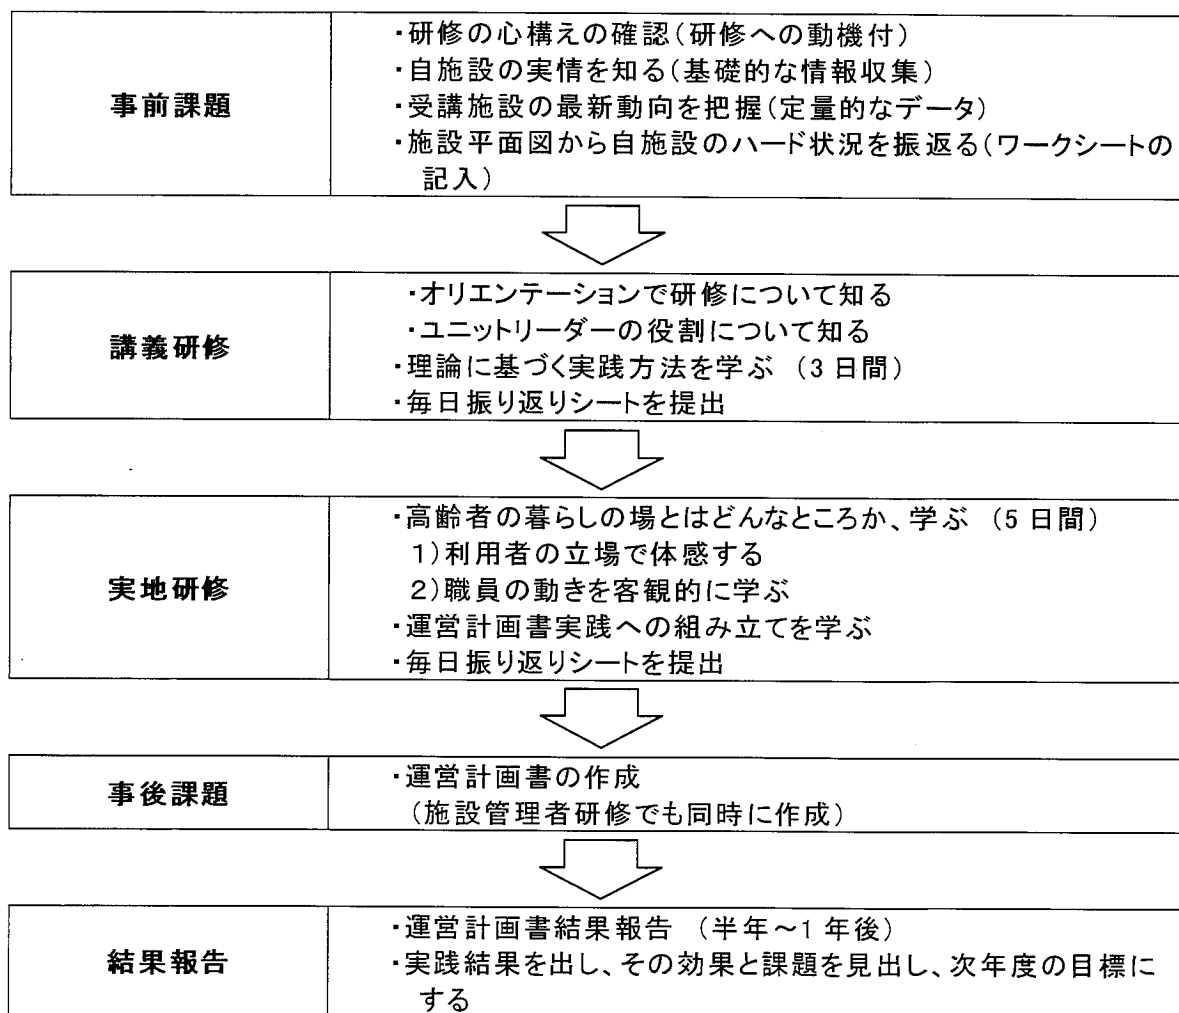 事前課題
・研修の心構えの確認(研修への動機付)
・自施設の実情を知る(基礎的な情報収集)
・受講施設の最新動向を把握(定量的なデータ)
・施設平面図から自施設のハード状況を振返る(ワークシートの
記入)
講義研修
・オリエンテーションで研修について知る
・ユニットリーダーの役割について知る
・理論に基づく実践方法を学ぶ (3日間)
・毎日振り返りシートを提出
実地研修
・高齢者の暮らしの場とはどんなところか、学ぶ (5日間)
1)利用者の立場で体感する
2)職員の動きを客観的に学ぶ
・運営計画書実践への組み立てを学ぶ
・毎日振り返りシートを提出
事後課題
・運営計画書の作成
(施設管理者研修でも同時に作成)
結果報告
・運営計画書結果報告 (半年~1年後)
・実践結果を出し、その効果と課題を見出し、次年度の目標に
する